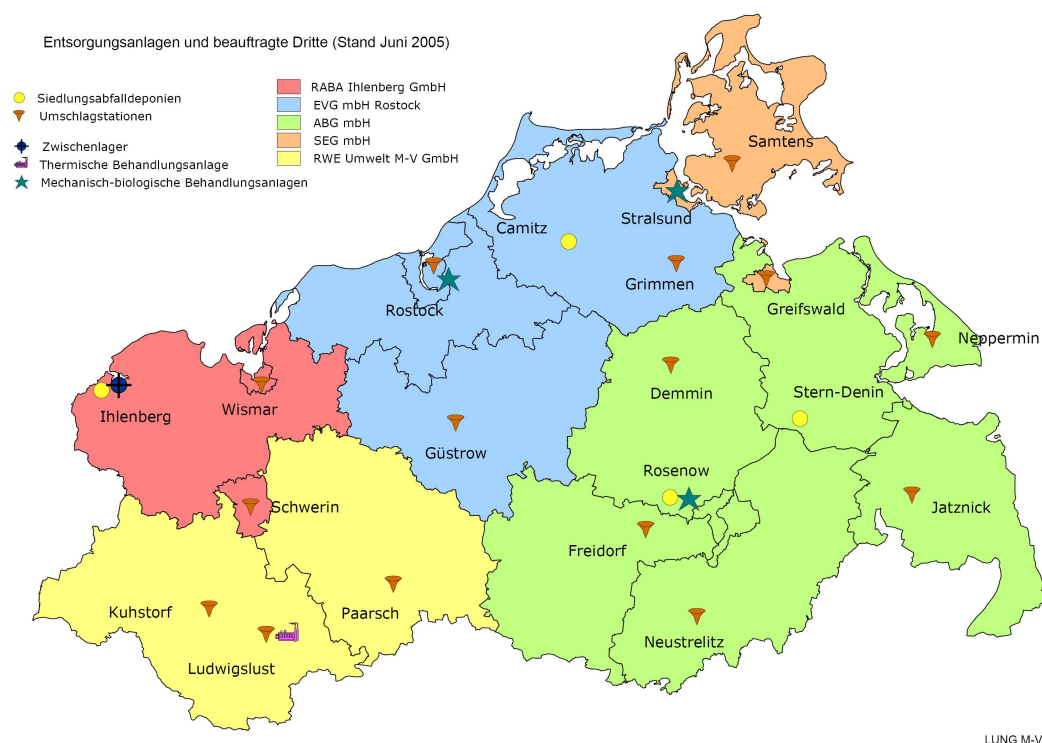 Entsorgungsanlagen und beauftragte Dritte (Stand Juni 2005)
Siedlungsabfalldeponien
Umschlagstationen
Zwischenlager
Thermische Behandlungsanlage
Mechanisch-biologische Behandlungsanlagen
RABA Ihlenberg GmbH
EVG mbH Rostock
ABG mbH
SEG mbH
RWE Umwelt M-V GmbH
Samtens
Stralsund
Camitz
Grimmen
Rostock
Greifswald
Neppermin
Demmin
Stern-Denin
Ihlenberg
Wismar
Güstrow
Rosenow
Schwerin
Jatznick
Freidorf
Kuhstorf
Paarsch
Neustrelitz
Ludwigslust
LUNG M-V